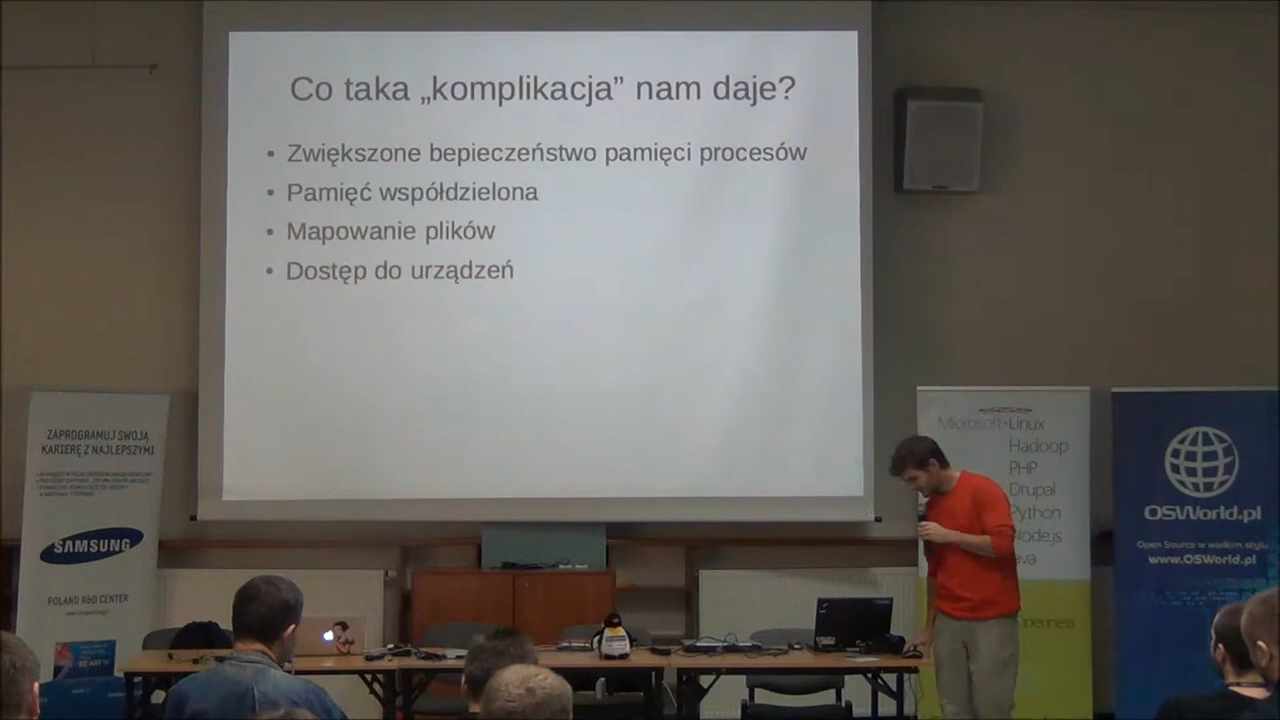 Co taka „komplikacja” nam daje?
• Zwiększone bepieczeństwo pamięci procesów
• Pamięć współdzielona
• Mapowanie plików
• Dostęp do urządzeń
ZAPROGRAMUJ SWOJĄ
KARIERĘ Z NAJLEPSZYMI
SAMSUNG
POLAND R&D CENTER
Microsoft+Linux
Hadoop
PHP
Drupal
Python
Node.js
OSWorld.pl
Open Source w wielkim stylu
www.OSWorld.pl